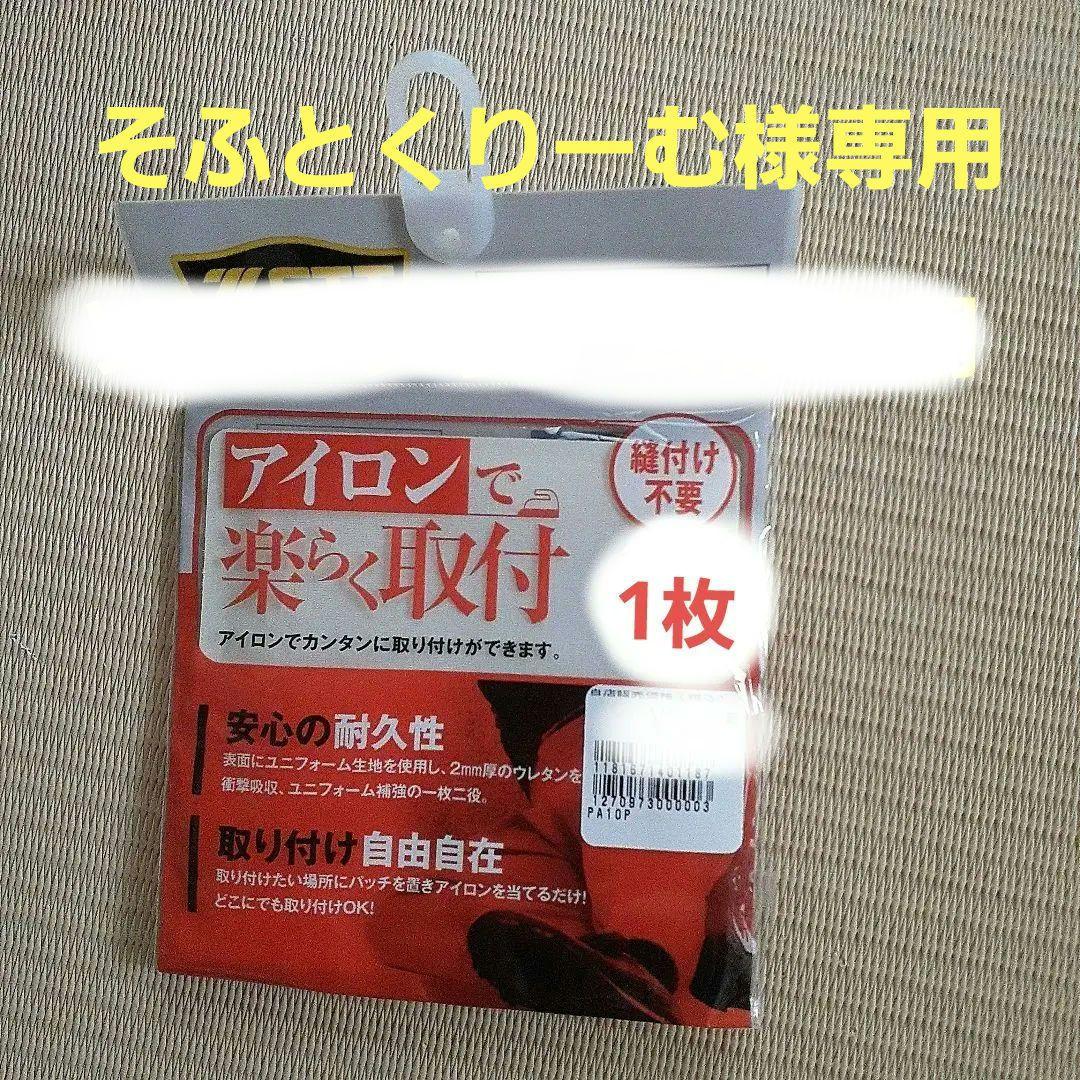 そふとくりーむ様専用
アイロンで
楽らく取付
縫付け
不要
1枚
アイロンでカンタンに取り付けができます。
安心の耐久性
表面にユニフォーム生地を使用し、2mm厚のウレタンを
衝撃吸収、ユニフォーム補強の一枚二役。
1270973000003
PA10P
取り付け自由自在
取り付けたい場所にパッチを置きアイロンを当てるだけ!
どこにでも取り付けOK!